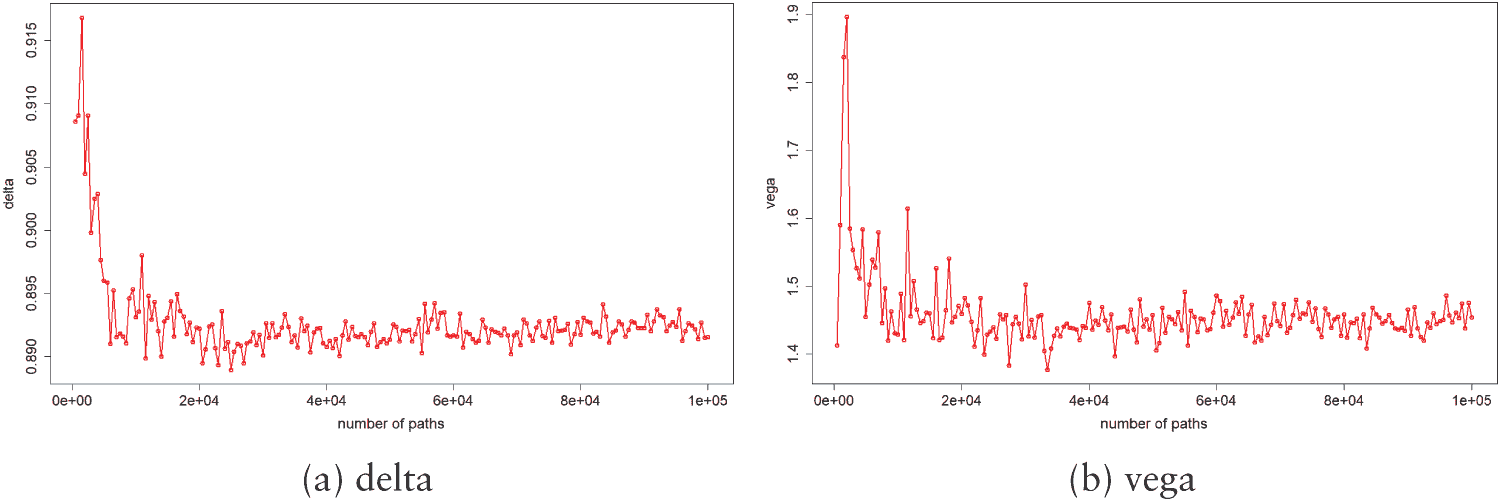 0.915
0.910
0.905
0.900
0.895
0.890
delta
0e+00 2e+04 4e+04 6e+04 8e+04 1e+05
number of paths
(a) delta
1.9
1.8
1.7
1.6
1.5
1.4
vega
0e+00 2e+04 4e+04 6e+04 8e+04 1e+05
number of paths
(b) vega